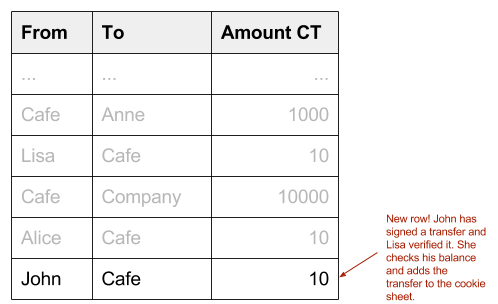 From To Amount CT
... ... ...
Cafe Anne 1000
Lisa Cafe 10
Cafe Company 10000
Alice Cafe 10
John Cafe 10
New row! John has
signed a transfer and
Lisa verified it. She
checks his balance
and adds the
transfer to the cookie
sheet.